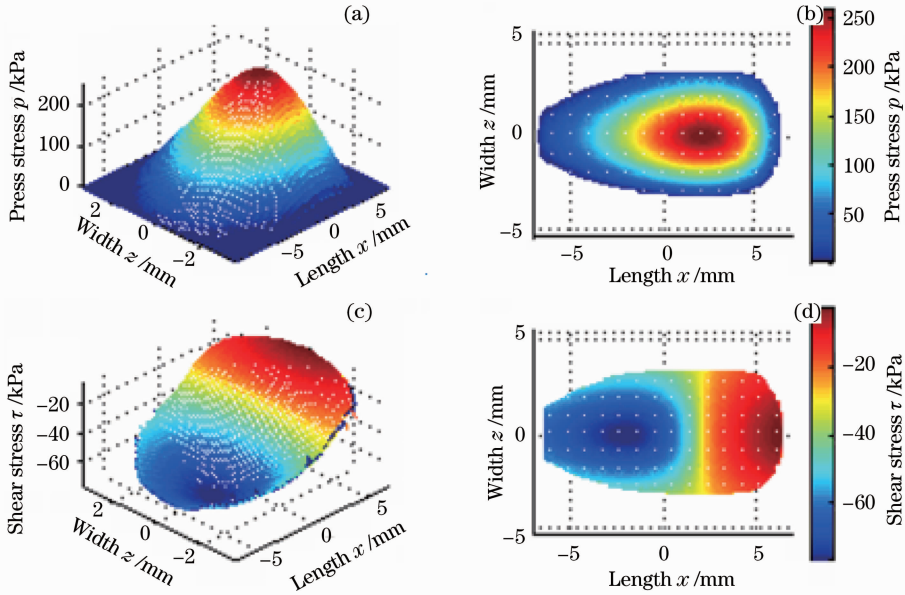 (a)
Press stress p /kPa
200
100
0
2
0
−2
Width z /mm
−5
0
5
Length x /mm
(b)
5
0
−5
Width z /mm
−5
0
5
Length x /mm
250
200
150
100
50
Press stress p /kPa
(c)
Shear stress τ /kPa
−20
−40
−60
2
0
−2
Width z /mm
−5
0
5
Length x /mm
(d)
5
0
−5
Width z /mm
−5
0
5
Length x /mm
−20
−40
−60
Shear stress τ /kPa